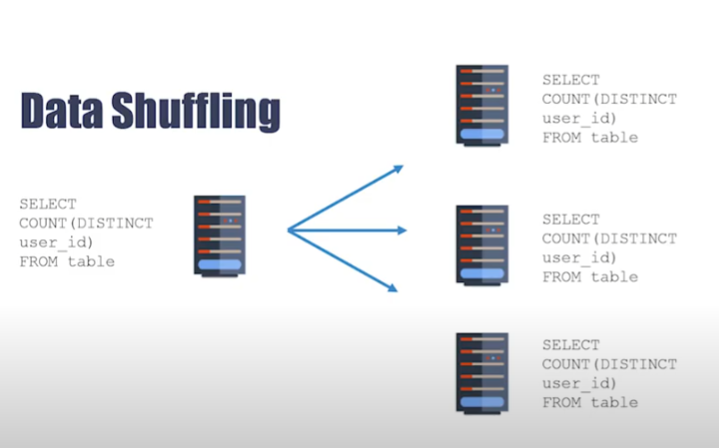 Data Shuffling
SELECT
COUNT(DISTINCT
user_id)
FROM table
SELECT
COUNT(DISTINCT
user_id)
FROM table
SELECT
COUNT(DISTINCT
user_id)
FROM table
SELECT
COUNT(DISTINCT
user_id)
FROM table